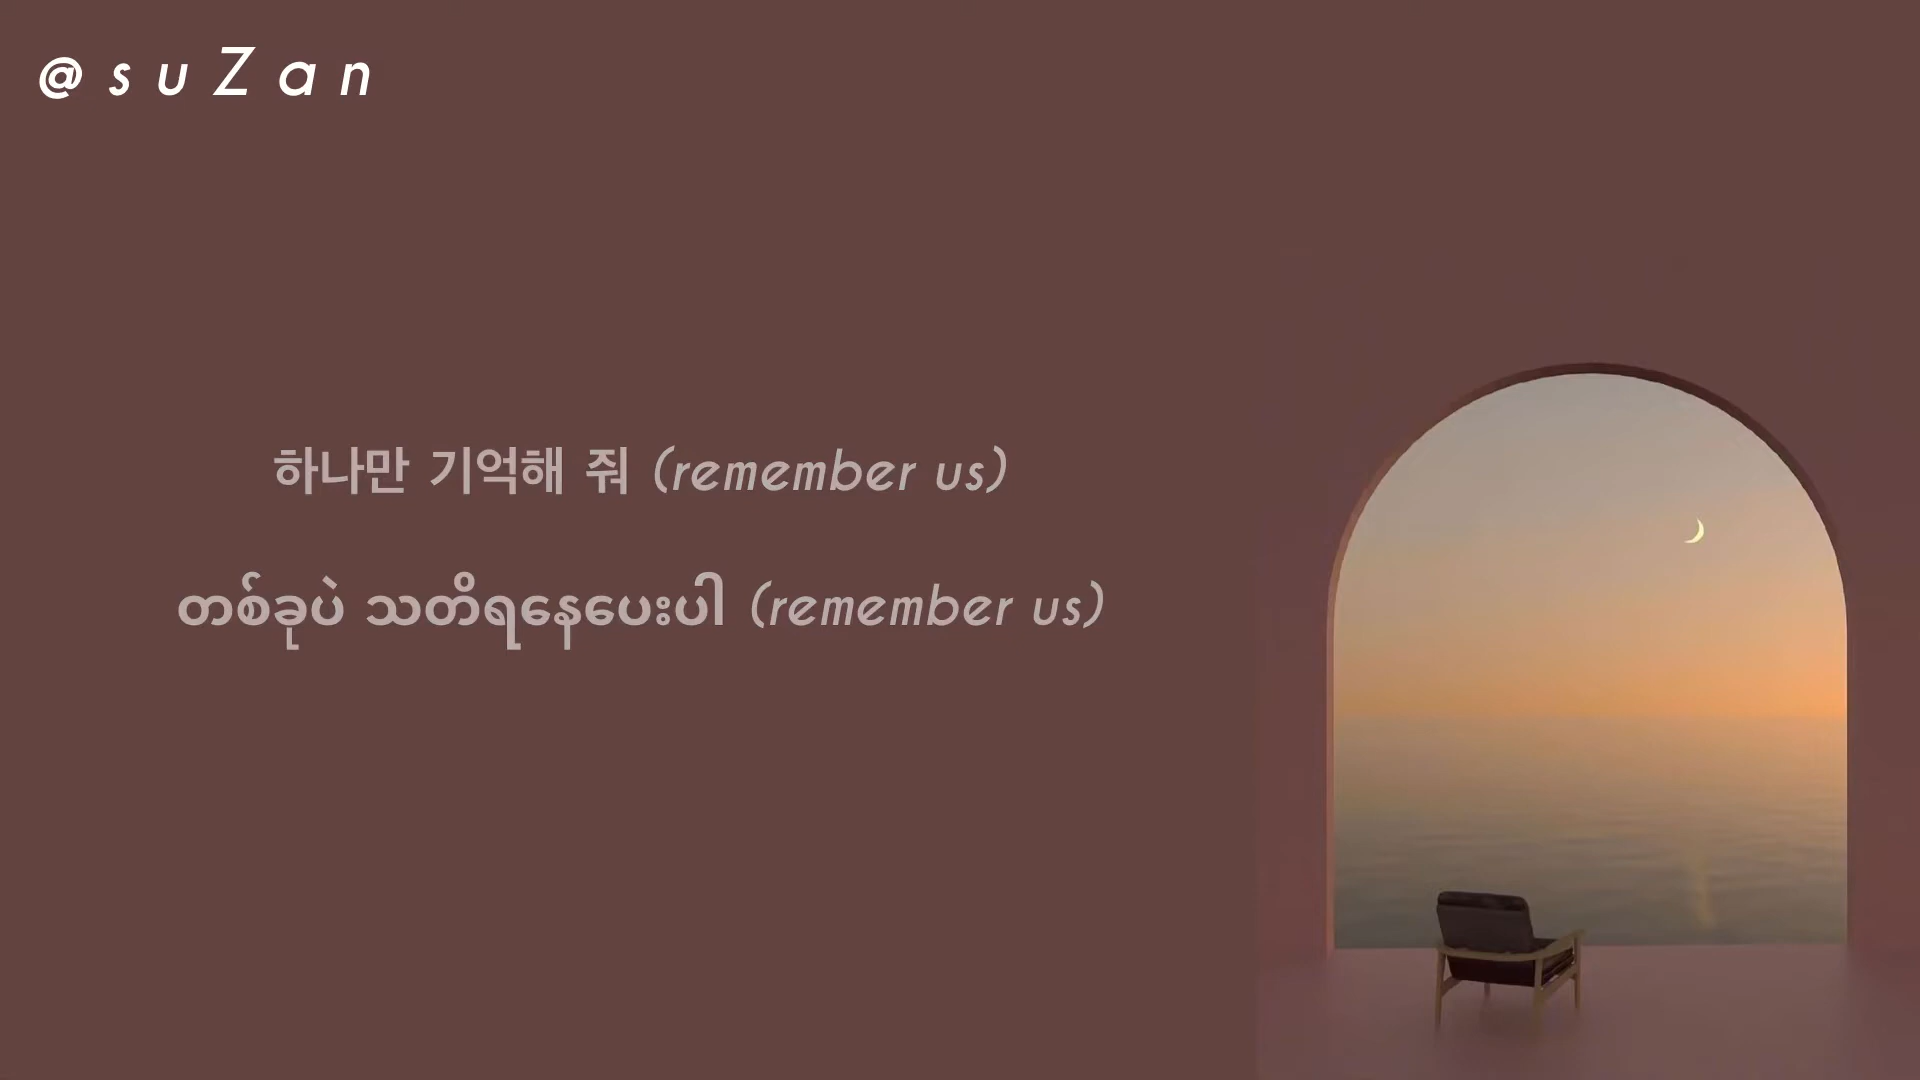 @suZan
하나만 기억해 줘 (remember us)
တစ်ခုပဲ သတိရနေပေးပါ (remember us)